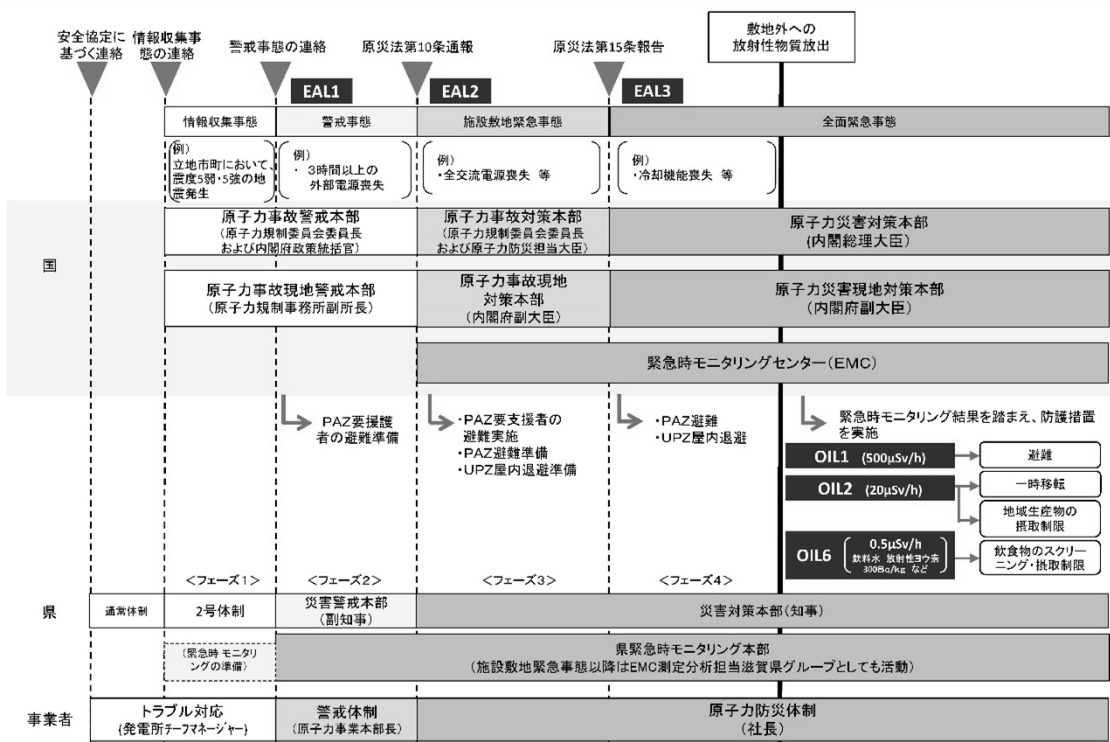 安全協定に
基づく連絡
情報収集事
態の連絡
警戒事態の連絡
原災法第10条通報
原災法第15条報告
敷地外への
放射性物質放出
EAL1
EAL2
EAL3
情報収集事態
警戒事態
施設敷地緊急事態
全面緊急事態
例)
立地市町において、
震度5弱・5強の地
震発生
例)
・ 3時間以上の
外部電源喪失
例)
・全交流電源喪失 等
例)
・冷却機能喪失 等
国
原子力事故警戒本部
(原子力規制委員会委員長
および内閣府政策統括官)
原子力事故対策本部
(原子力規制委員会委員長
および原子力防災担当大臣)
原子力災害対策本部
(内閣総理大臣)
原子力事故現地警戒本部
(原子力規制事務所副所長)
原子力事故現地
対策本部
(内閣府副大臣)
原子力災害現地対策本部
(内閣府副大臣)
緊急時モニタリングセンター(EMC)
PAZ要援護
者の避難準備
・PAZ要支援者の
避難実施
・PAZ避難準備
・UPZ屋内退避準備
・PAZ避難
・UPZ屋内退避
緊急時モニタリング結果を踏まえ、防護措置
を実施
OIL1 (500μSv/h)
避難
OIL2 (20μSv/h)
一時移転
地域生産物の
摂取制限
OIL6
0.5μSv/h
飲料水 放射性ヨウ素
300Bq/kg など
飲食物のスクリー
ニング・摂取制限
<フェーズ1>
<フェーズ2>
<フェーズ3>
<フェーズ4>
県
通常体制
2号体制
災害警戒本部
(副知事)
災害対策本部(知事)
(緊急時 モニタ
リングの準備)
県緊急時モニタリング本部
(施設敷地緊急事態以降はEMC測定分析担当滋賀県グループとしても活動)
事業者
トラブル対応
(発電所チーフマネージャー)
警戒体制
(原子力事業本部長)
原子力防災体制
(社長)